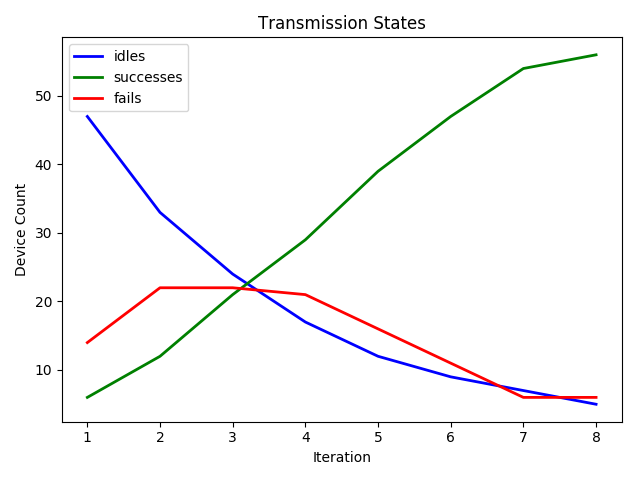 Transmission States
idles
successes
fails
Device Count
50
40
30
20
10
1 2 3 4 5 6 7 8
Iteration